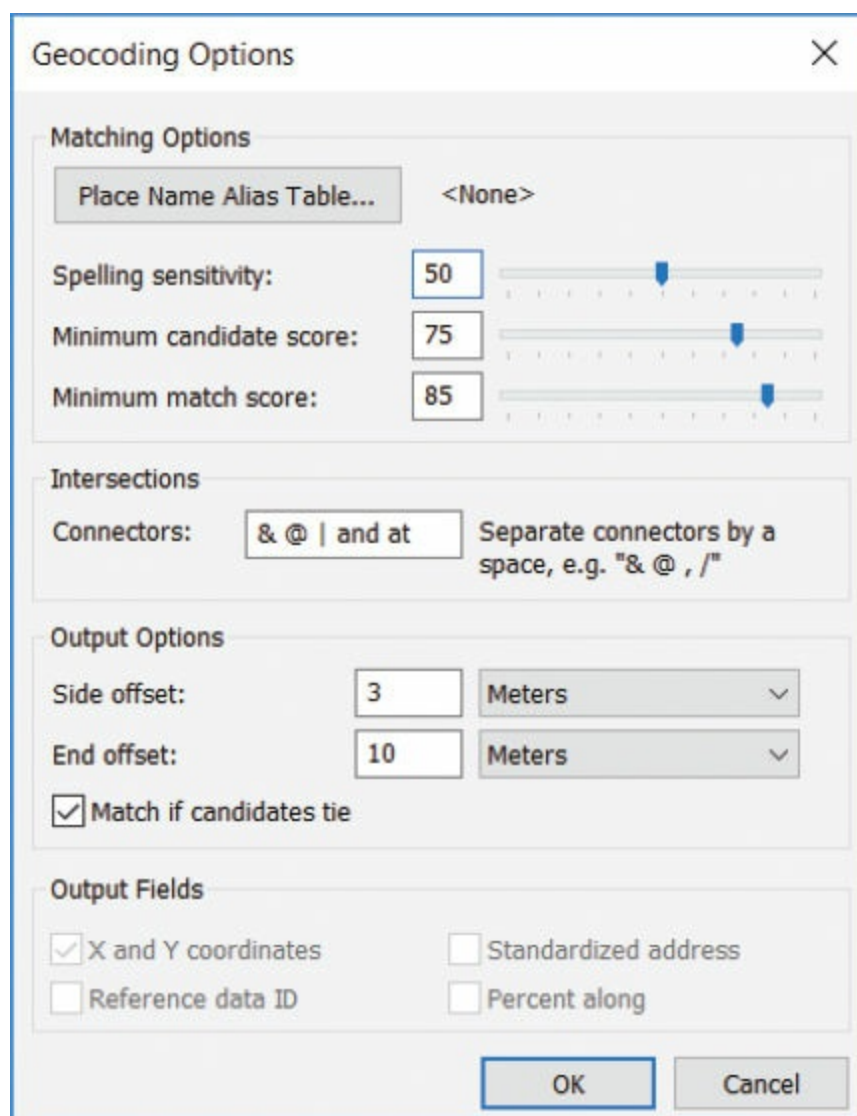 Geocoding Options
Matching Options
Place Name Alias Table... <None>
Spelling sensitivity: 50
Minimum candidate score: 75
Minimum match score: 85
Intersections
Connectors: & @ | and at Separate connectors by a
space, e.g. "& @ , /"
Output Options
Side offset: 3 Meters
End offset: 10 Meters
Match if candidates tie
Output Fields
X and Y coordinates Standardized address
Reference data ID Percent along
OK Cancel